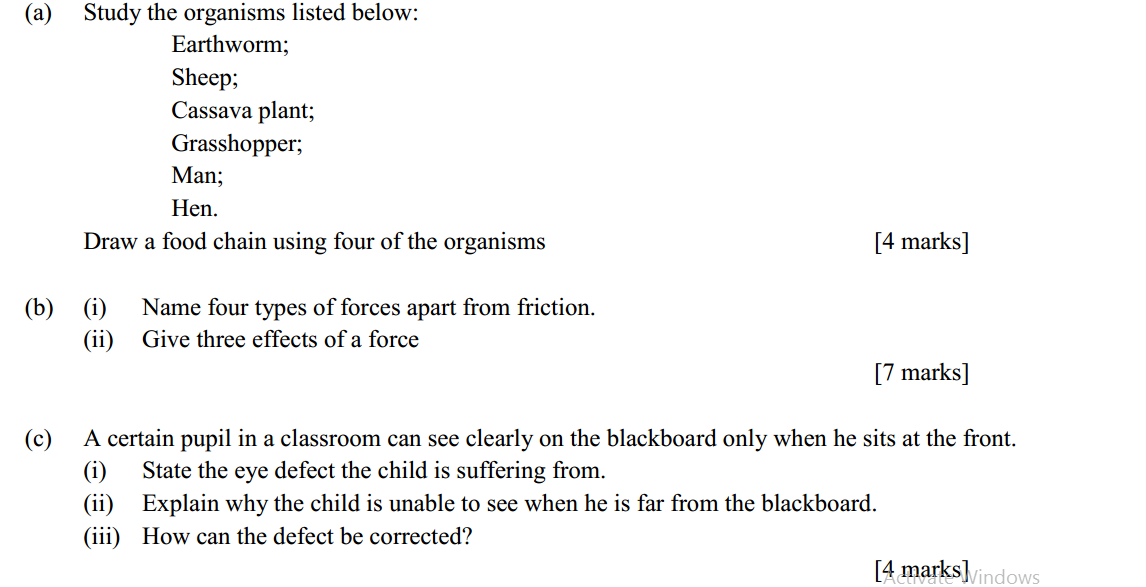 (a) Study the organisms listed below:
Earthworm;
Sheep;
Cassava plant;
Grasshopper;
Man;
Hen.
Draw a food chain using four of the organisms [4 marks]
(b) (i) Name four types of forces apart from friction.
(ii) Give three effects of a force
[7 marks]
(c) A certain pupil in a classroom can see clearly on the blackboard only when he sits at the front.
(i) State the eye defect the child is suffering from.
(ii) Explain why the child is unable to see when he is far from the blackboard.
(iii) How can the defect be corrected?
[4 marks]
Activate Windows